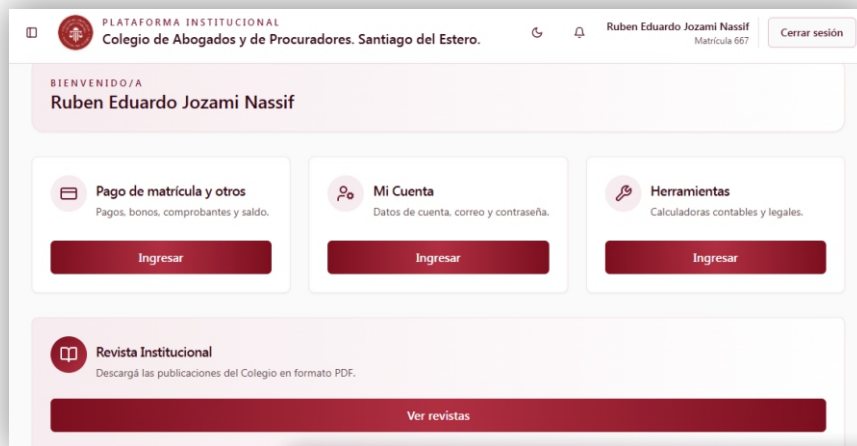 PLATAFORMA INSTITUCIONAL
Colegio de Abogados y de Procuradores. Santiago del Estero.
Ruben Eduardo Jozami Nassif
Matrícula 667
Cerrar sesión
BIENVENIDO/A
Ruben Eduardo Jozami Nassif
Pago de matrícula y otros
Pagos, bonos, comprobantes y saldo.
Ingresar
Mi Cuenta
Datos de cuenta, correo y contraseña.
Ingresar
Herramientas
Calculadoras contables y legales.
Ingresar
Revista Institucional
Descargá las publicaciones del Colegio en formato PDF.
Ver revistas